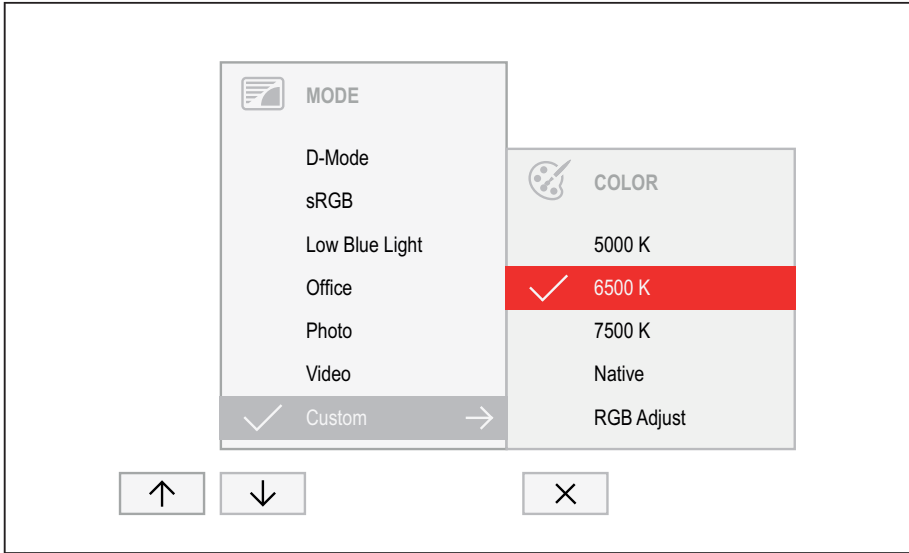 MODE
D-Mode
sRGB
Low Blue Light
Office
Photo
Video
Custom
COLOR
5000 K
6500 K
7500 K
Native
RGB Adjust